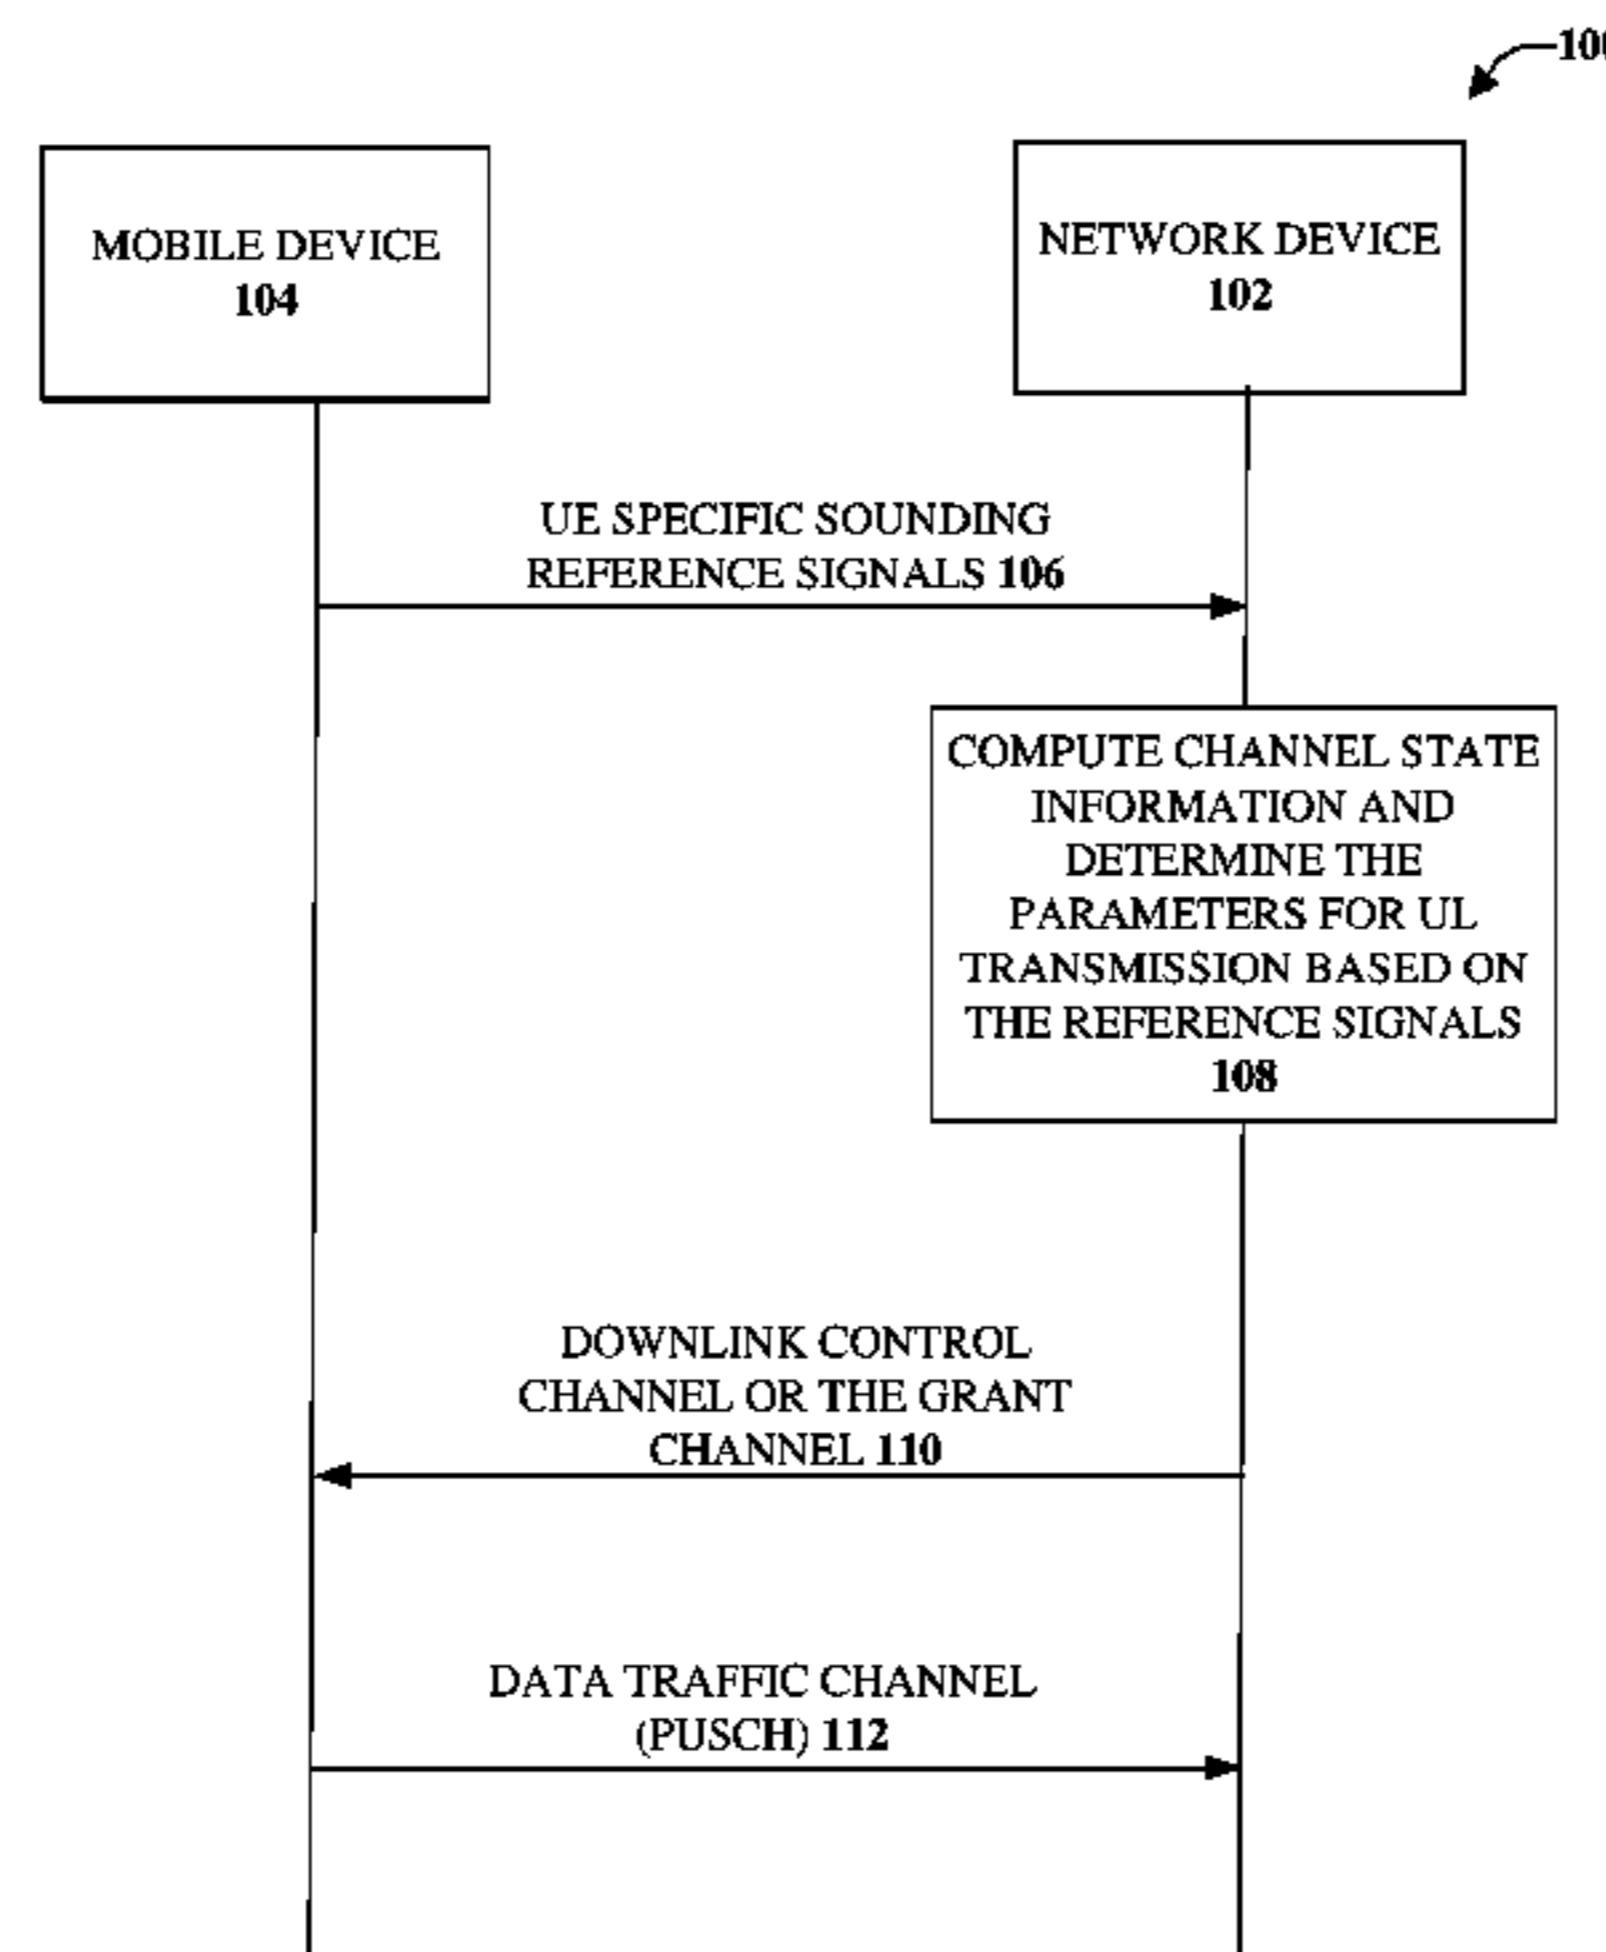 MOBILE DEVICE
104
NETWORK DEVICE
102
UE SPECIFIC SOUNDING
REFERENCE SIGNALS 106
COMPUTE CHANNEL STATE
INFORMATION AND
DETERMINE THE
PARAMETERS FOR UL
TRANSMISSION BASED ON
THE REFERENCE SIGNALS
108
DOWNLINK CONTROL
CHANNEL OR THE GRANT
CHANNEL 110
DATA TRAFFIC CHANNEL
(PUSCH) 112